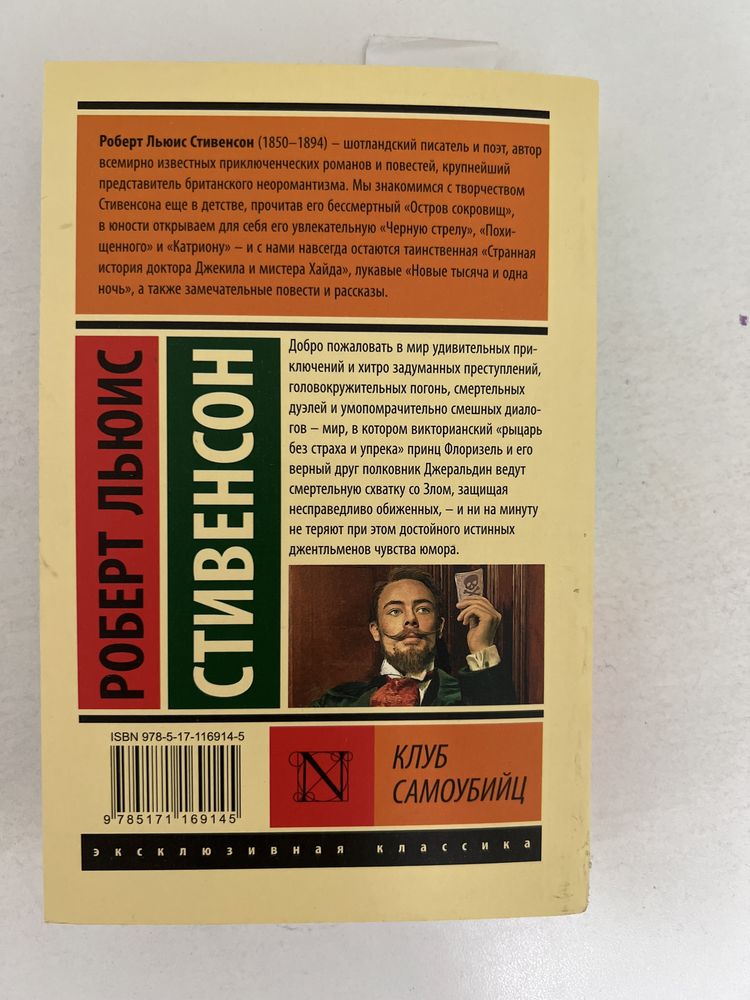 Роберт Льюис Стивенсон (1850–1894) – шотландский писатель и поэт, автор
всемирно известных приключенческих романов и повестей, крупнейший
представитель британского неоромантизма. Мы знакомимся с творчеством
Стивенсона еще в детстве, прочитав его бессмертный «Остров сокровищ»,
в юности открываем для себя его увлекательную «Черную стрелу», «Похи-
щенного» и «Катриону» – и с нами навсегда остаются таинственная «Странная
история доктора Джекила и мистера Хайда», лукавые «Новые тысяча и одна
ночь», а также замечательные повести и рассказы.
РОБЕРТ ЛЬЮИС
СТИВЕНСОН
Добро пожаловать в мир удивительных при-
ключений и хитро задуманных преступлений,
головокружительных погонь, смертельных
дуэлей и умопомрачительно смешных диало-
гов – мир, в котором викторианский «рыцарь
без страха и упрека» принц Флоризель и его
верный друг полковник Джеральдин ведут
смертельную схватку со Злом, защищая
несправедливо обиженных, – и ни на минуту
не теряют при этом достойного истинных
джентльменов чувства юмора.
ISBN 978-5-17-116914-5
9 785171 169145
N
КЛУБ
САМОУБИЙЦ
эксклюзивная классика